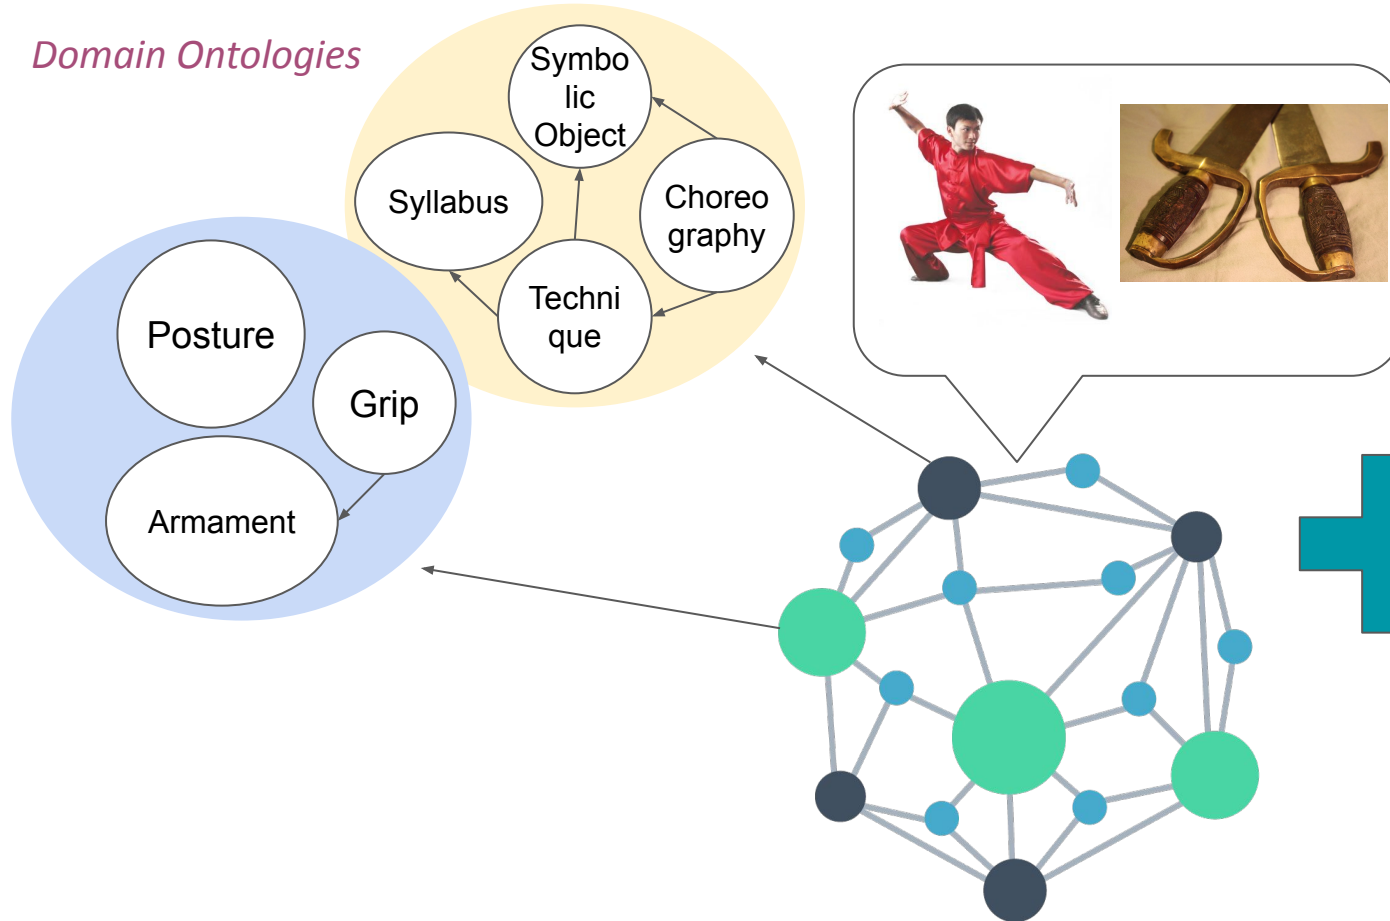 Domain Ontologies
Symbo
lic
Object
Syllabus
Choreo
graphy
Techni
que
Posture
Grip
Armament